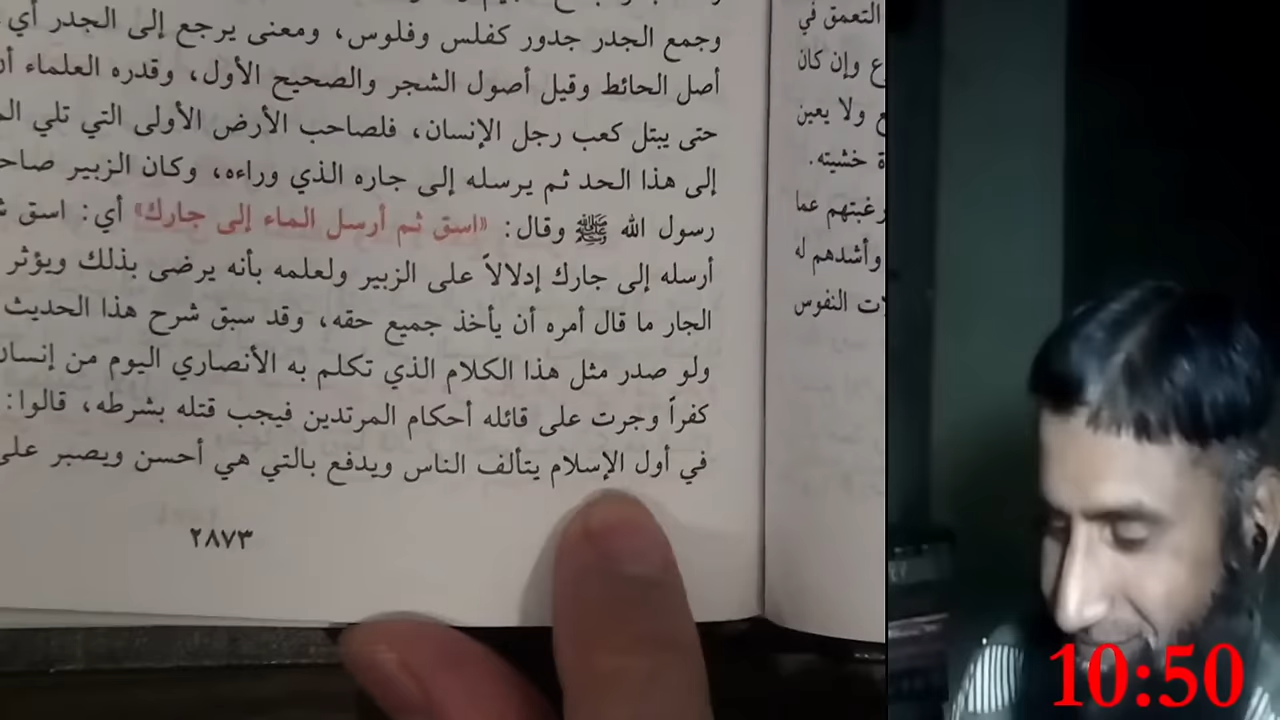 وجمع الجدر جدور كفلس وفلوس، ومعنى يرجع إلى الجدر أي
أصل الحائط وقيل أصول الشجر والصحيح الأول، وقدره العلماء
حتى يبتل كعب رجل الإنسان، فلصاحب الأرض الأولى التي تلي
إلى هذا الحد ثم يرسله إلى جاره الذي وراءه، وكان الزبير
رسول الله ﷺ وقال: «اسق ثم أرسل الماء إلى جارك» أي: اسق
أرسله إلى جارك إدلالاً على الزبير ولعلمه بأنه يرضى بذلك ويؤثر
الجار ما قال أمره أن يأخذ جميع حقه، وقد سبق شرح هذا الحديث
ولو صدر مثل هذا الكلام الذي تكلم به الأنصاري اليوم من
كفراً وجرت على قائله أحكام المرتدين فيجب قتله بشرطه، قالوا:
في أول الإسلام يتألف الناس ويدفع بالتي هي أحسن ويصبر
٢٨٧٣
التعمق في
وإن كان
ولا يعين
خشيته.
عما
وأشدهم له
النفوس
10:50